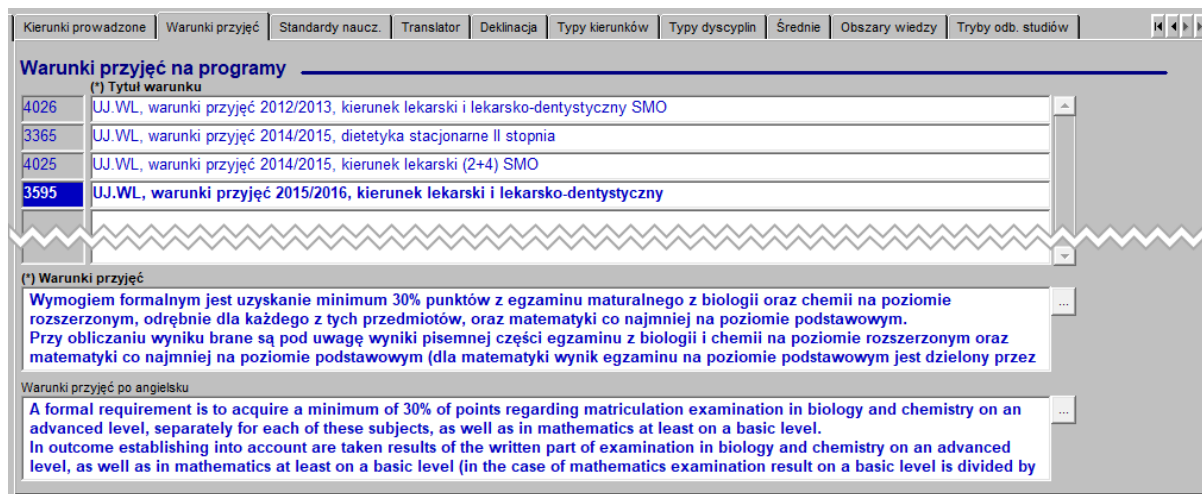 Kierunki prowadzone Warunki przyjęć Standardy naucz. Translator Deklinacja Typy kierunków Typy dyscyplin Średnie Obszary wiedzy Tryby odb. studiów
Warunki przyjęć na programy
(*) Tytuł warunku
4026 UJ.WL, warunki przyjęć 2012/2013, kierunek lekarski i lekarsko-dentystyczny SMO
3365 UJ.WL, warunki przyjęć 2014/2015, dietetyka stacjonarne II stopnia
4025 UJ.WL, warunki przyjęć 2014/2015, kierunek lekarski (2+4) SMO
3595 UJ.WL, warunki przyjęć 2015/2016, kierunek lekarski i lekarsko-dentystyczny
(*) Warunki przyjęć
Wymogiem formalnym jest uzyskanie minimum 30% punktów z egzaminu maturalnego z biologii oraz chemii na poziomie
rozszerzonym, odrębnie dla każdego z tych przedmiotów, oraz matematyki co najmniej na poziomie podstawowym.
Przy obliczaniu wyniku brane są pod uwagę wyniki pisemnej części egzaminu z biologii i chemii na poziomie rozszerzonym oraz
matematyki co najmniej na poziomie podstawowym (dla matematyki wynik egzaminu na poziomie podstawowym jest dzielony przez
...
Warunki przyjęć po angielsku
A formal requirement is to acquire a minimum of 30% of points regarding matriculation examination in biology and chemistry on an
advanced level, separately for each of these subjects, as well as in mathematics at least on a basic level.
In outcome establishing into account are taken results of the written part of examination in biology and chemistry on an advanced
level, as well as in mathematics at least on a basic level (in the case of mathematics examination result on a basic level is divided by
...